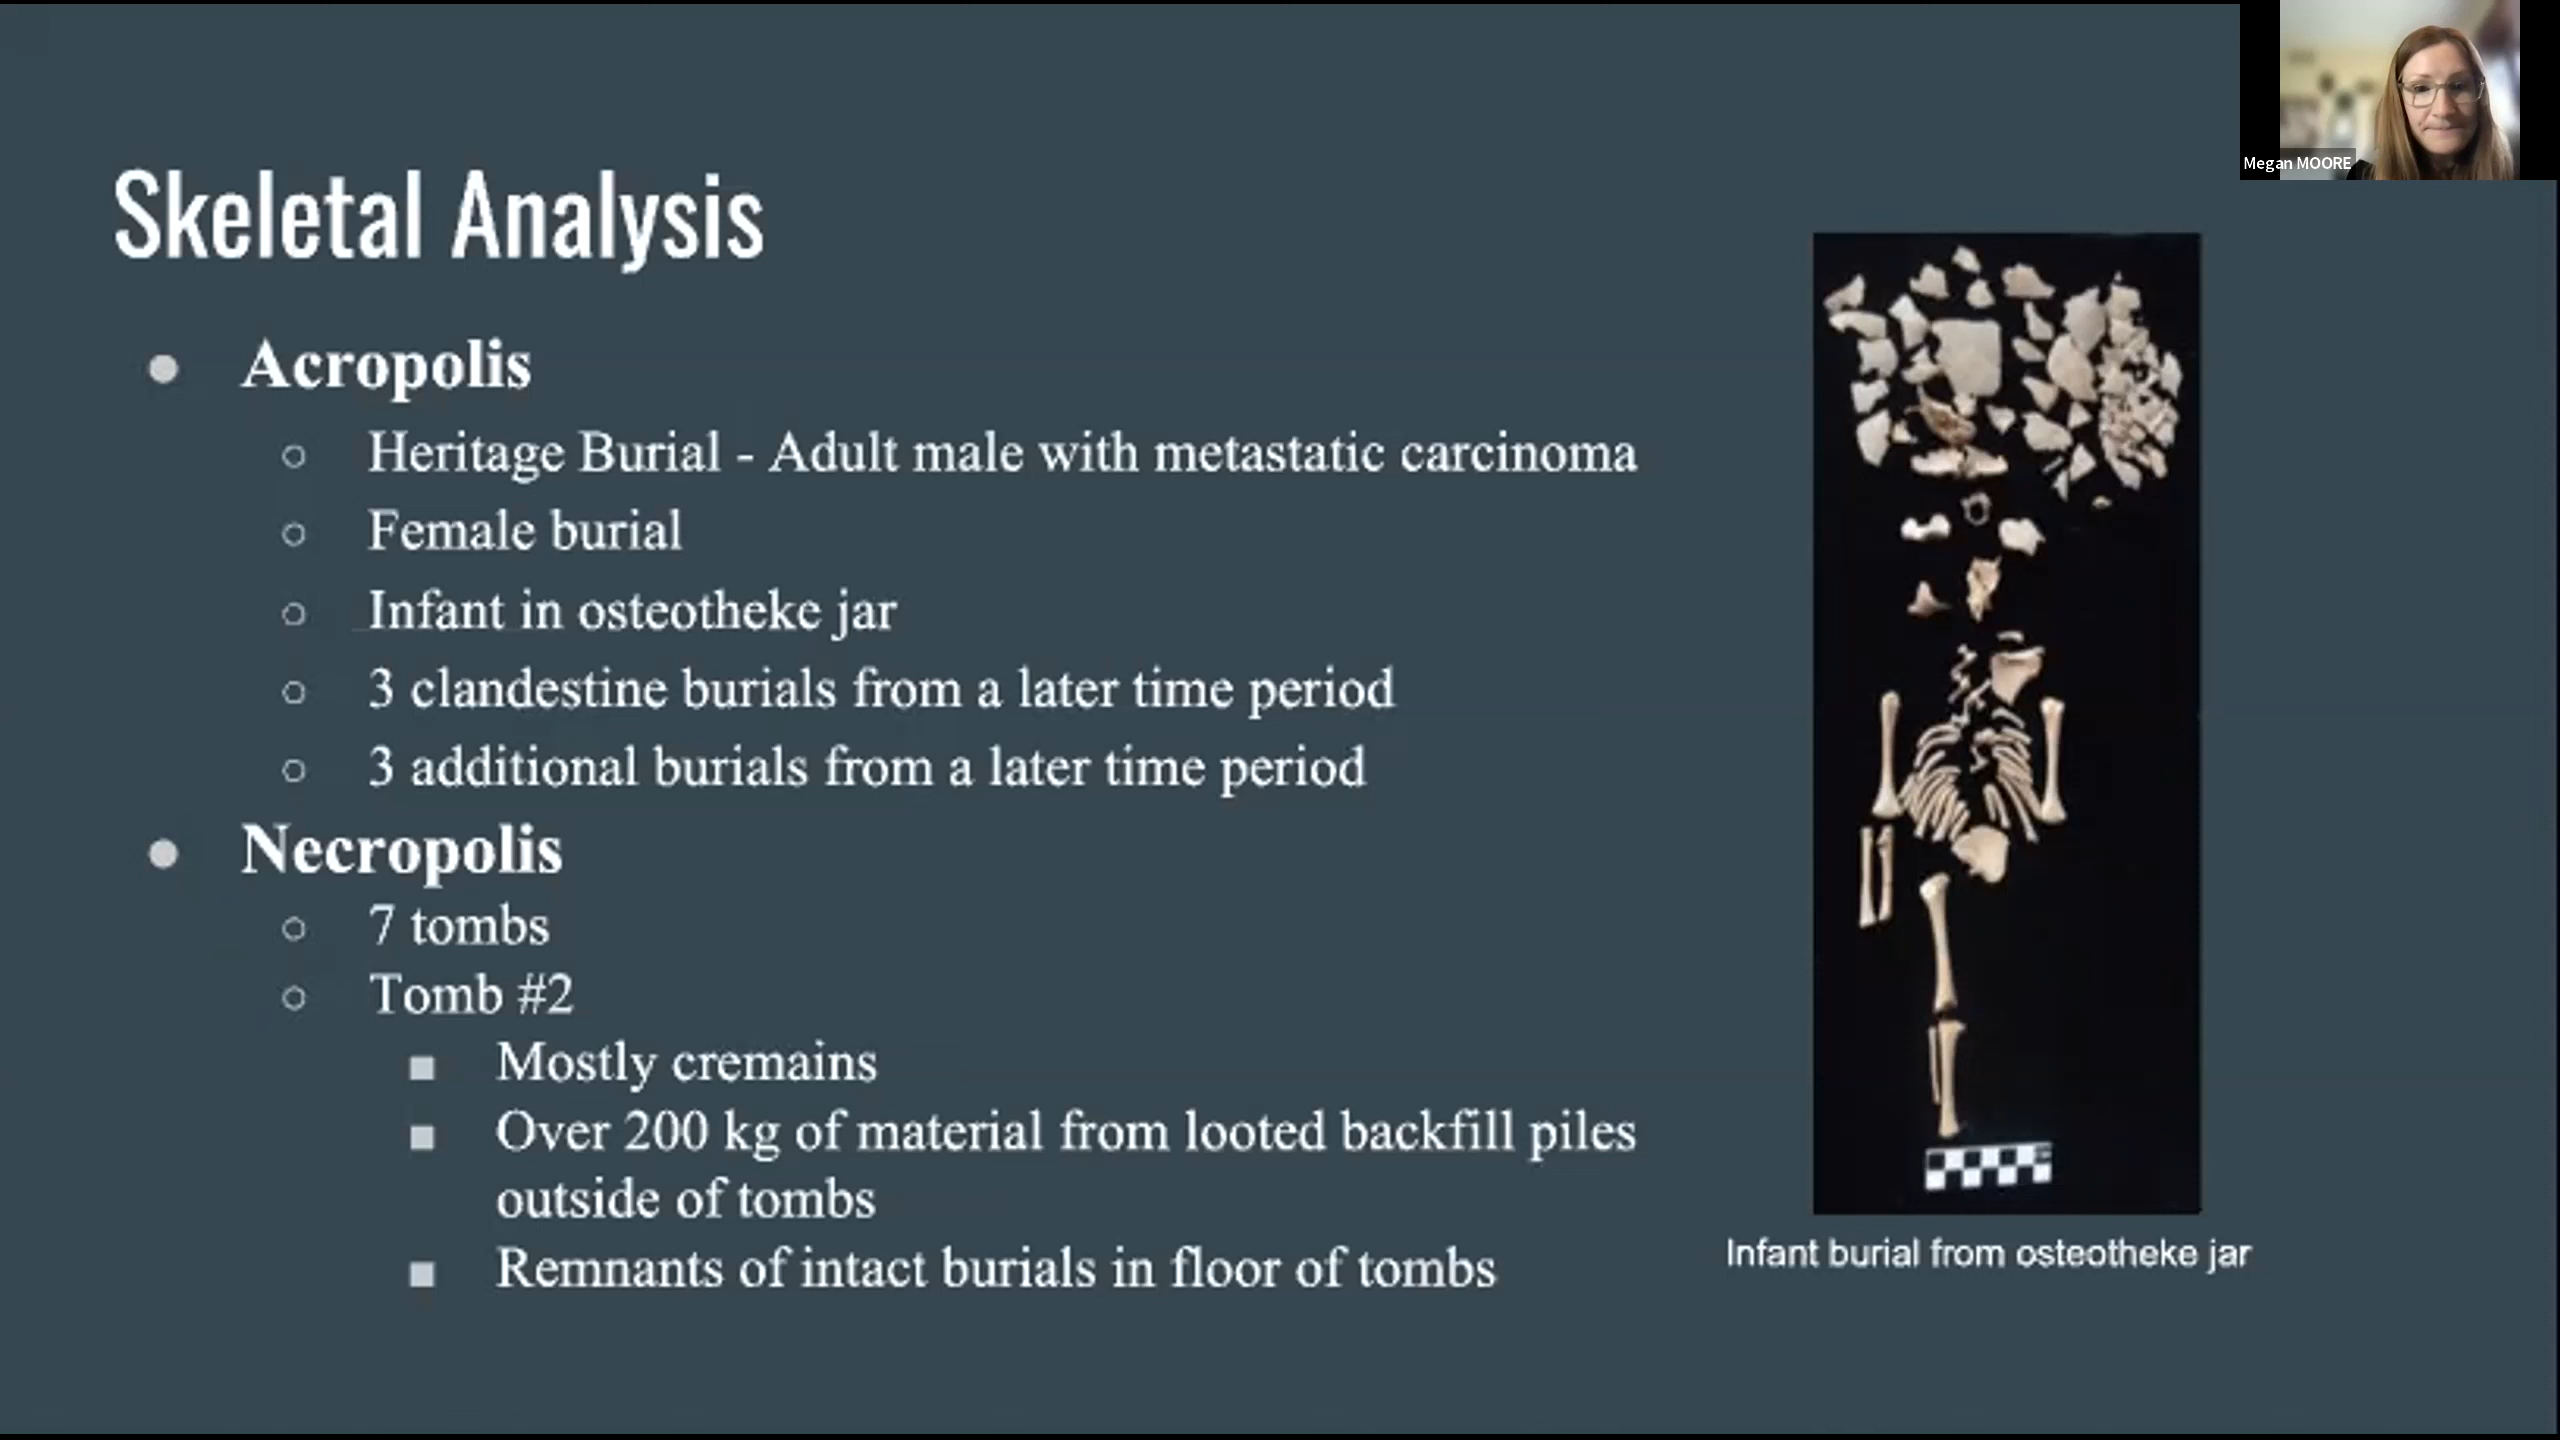 Megan MOORE
Skeletal Analysis
Acropolis
Heritage Burial - Adult male with metastatic carcinoma
Female burial
Infant in osteotheke jar
3 clandestine burials from a later time period
3 additional burials from a later time period
Necropolis
7 tombs
Tomb #2
Mostly cremains
Over 200 kg of material from looted backfill piles
outside of tombs
Remnants of intact burials in floor of tombs
Infant burial from osteotheke jar